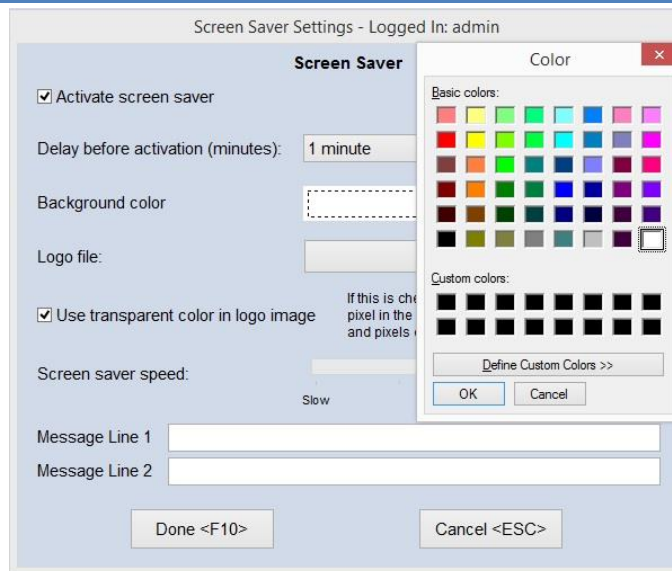 Screen Saver Settings - Logged In: admin
Screen Saver
Activate screen saver
Delay before activation (minutes):
1 minute
Background color
Logo file:
Use transparent color in logo image
If this is
pixel in the
and pixels
Screen saver speed:
Slow
Message Line 1
Message Line 2
Done <F10>
Cancel <ESC>
Color
Basic colors:
Custom colors:
Define Custom Colors >>
OK
Cancel